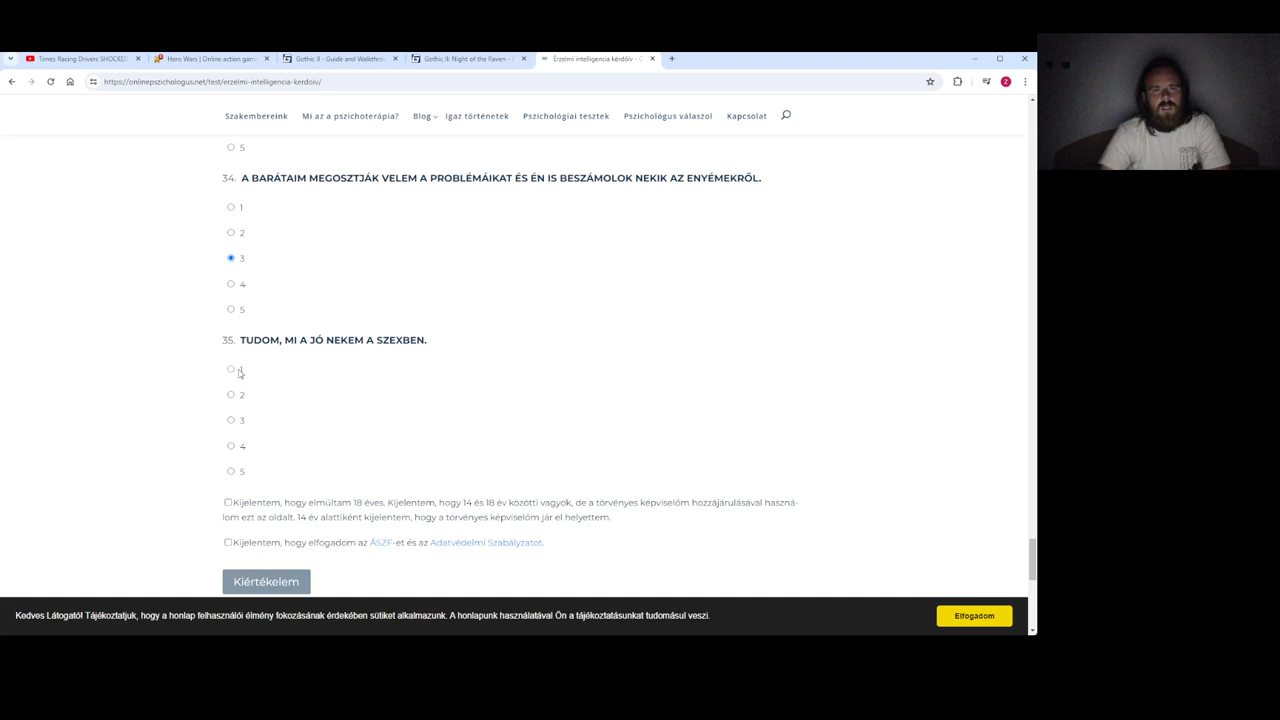 Times Racing Drivers SHOCKED
Hero Wars | Online action gam
Gothic II - Guide and Walkthro
Gothic II: Night of the Raven - G
Érzelmi intelligencia kérdőív - O
https://onlinepszichologus.net/test/erzelmi-intelligencia-kerdoiv/
Z
Szakembereink Mi az a pszichoterápia? Blog Igaz történetek Pszichológiai tesztek Pszichológus válaszol Kapcsolat
5
34. A BARÁTAIM MEGOSZTJÁK VELEM A PROBLÉMÁIKAT ÉS ÉN IS BESZÁMOLOK NEKIK AZ ENYÉMEKRŐL.
1
2
3
4
5
35. TUDOM, MI A JÓ NEKEM A SZEXBEN.
1
2
3
4
5
Kijelentem, hogy elmúltam 18 éves. Kijelentem, hogy 14 és 18 év közötti vagyok, de a törvényes képviselőm hozzájárulásával haszná-
lom ezt az oldalt. 14 év alattiként kijelentem, hogy a törvényes képviselőm jár el helyettem.
Kijelentem, hogy elfogadom az ÁSZF-et és az Adatvédelmi Szabályzatot.
Kiértékelem
Kedves Látogató! Tájékoztatjuk, hogy a honlap felhasználói élmény fokozásának érdekében sütiket alkalmazunk. A honlapunk használatával Ön a tájékoztatásunkat tudomásul veszi.
Elfogadom